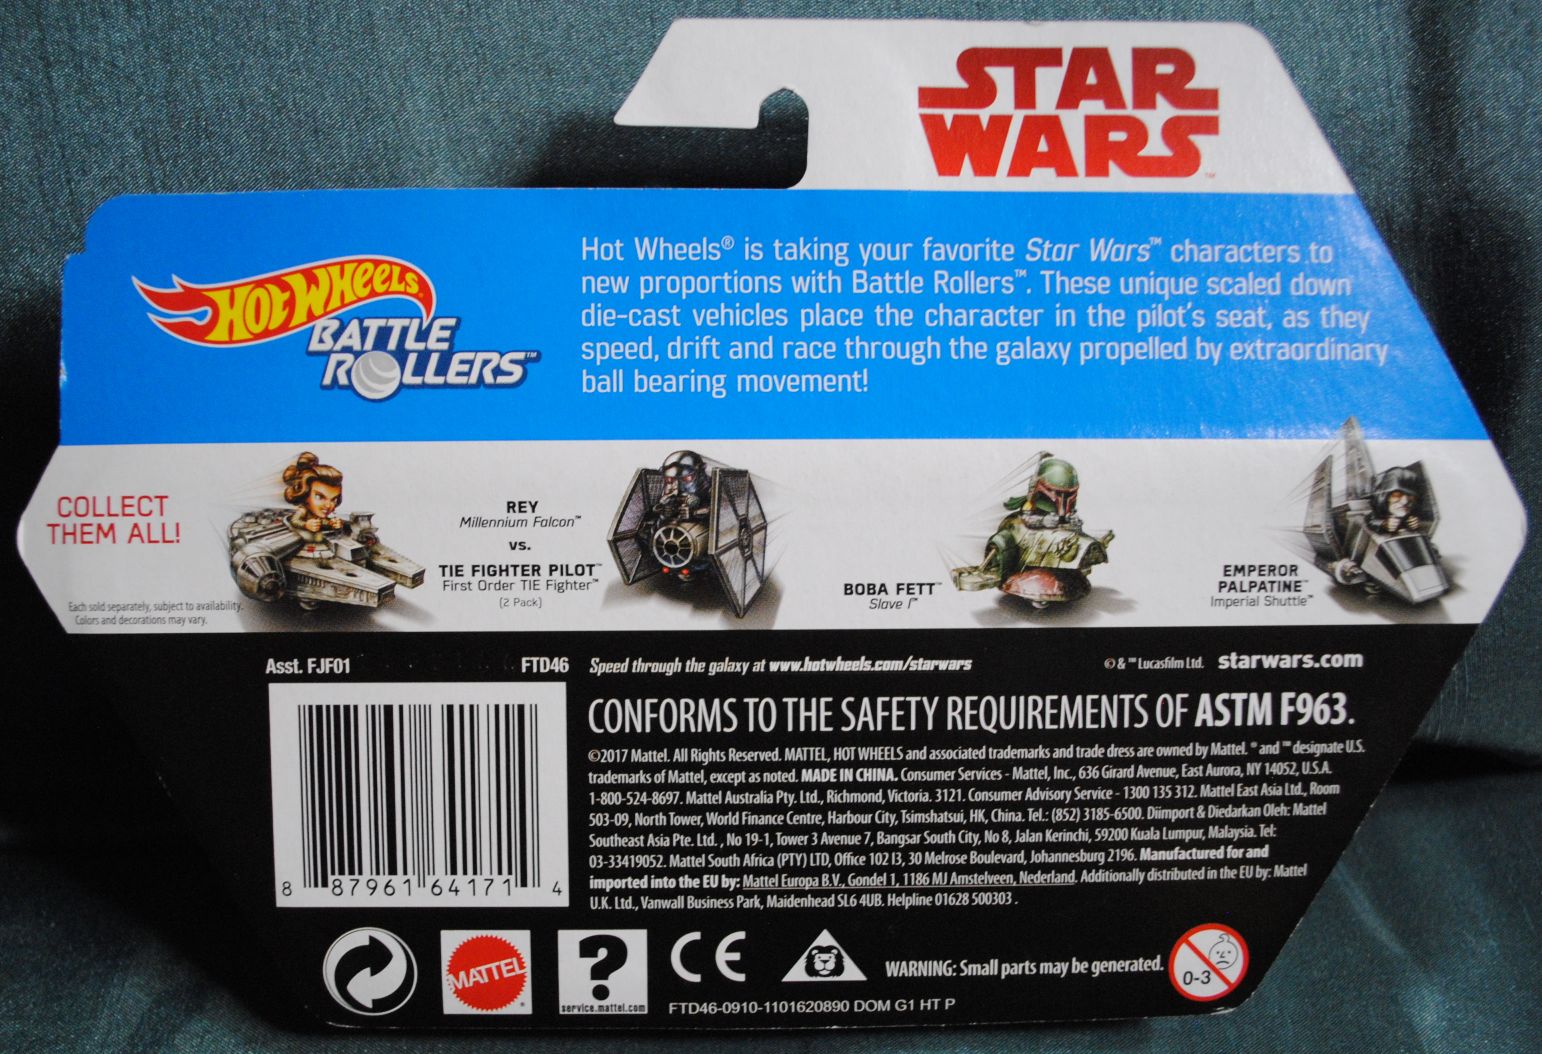 STAR
WARS™
HOT WHEELS®
BATTLE
ROLLERS™
Hot Wheels® is taking your favorite Star Wars™ characters to
new proportions with Battle Rollers™. These unique scaled down
die-cast vehicles place the character in the pilot's seat, as they
speed, drift and race through the galaxy propelled by extraordinary
ball bearing movement!
COLLECT
THEM ALL!
Each sold separately, subject to availability.
Colors and decorations may vary.
REY
Millennium Falcon™
vs.
TIE FIGHTER PILOT™
First Order TIE Fighter™
(2 Pack)
BOBA FETT™
Slave I™
EMPEROR
PALPATINE™
Imperial Shuttle™
Asst. FJF01
FTD46
Speed through the galaxy at www.hotwheels.com/starwars
© & ™ Lucasfilm Ltd. starwars.com
CONFORMS TO THE SAFETY REQUIREMENTS OF ASTM F963.
©2017 Mattel. All Rights Reserved. MATTEL, HOT WHEELS and associated trademarks and trade dress are owned by Mattel. ® and ™ designate U.S.
trademarks of Mattel, except as noted. MADE IN CHINA. Consumer Services - Mattel, Inc., 636 Girard Avenue, East Aurora, NY 14052, U.S.A.
1-800-524-8697. Mattel Australia Pty. Ltd., Richmond, Victoria. 3121. Consumer Advisory Service - 1300 135 312. Mattel East Asia Ltd., Room
503-09, North Tower, World Finance Centre, Harbour City, Tsimshatsui, HK, China. Tel.: (852) 3185-6500. Diimport & Diedarkan Oleh: Mattel
Southeast Asia Pte. Ltd. , No 19-1, Tower 3 Avenue 7, Bangsar South City, No 8, Jalan Kerinchi, 59200 Kuala Lumpur, Malaysia. Tel:
03-33419052. Mattel South Africa (PTY) LTD, Office 102 I3, 30 Melrose Boulevard, Johannesburg 2196. Manufactured for and
imported into the EU by: Mattel Europa B.V., Gondel 1, 1186 MJ Amstelveen, Nederland. Additionally distributed in the EU by: Mattel
U.K. Ltd., Vanwall Business Park, Maidenhead SL6 4UB. Helpline 01628 500303 .
8 87961 64171 4
MATTEL®
?
service.mattel.com
CE
WARNING: Small parts may be generated.
0-3
FTD46-0910-1101620890 DOM G1 HT P